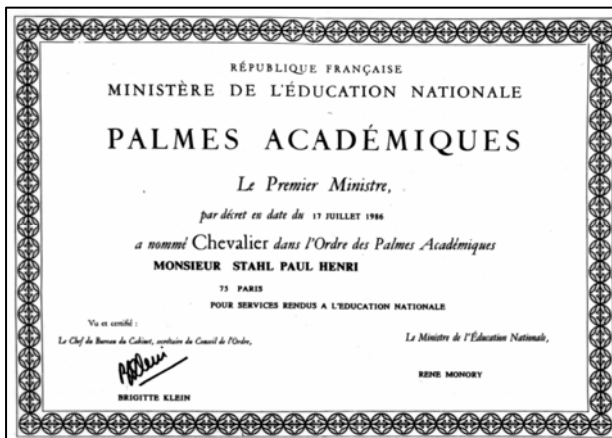 RÉPUBLIQUE FRANÇAISE
MINISTÈRE DE L'ÉDUCATION NATIONALE
PALMES ACADÉMIQUES
Le Premier Ministre,
par décret en date du 17 JUILLET 1986
a nommé Chevalier dans l'Ordre des Palmes Académiques
MONSIEUR STAHL PAUL HENRI
75 PARIS
POUR SERVICES RENDUS A L'EDUCATION NATIONALE
Vu et certifié :
Le Chef du Bureau du Cabinet, secrétaire du Conseil de l'Ordre,
Le Ministre de l'Éducation Nationale,
RENE MONORY
BRIGITTE KLEIN